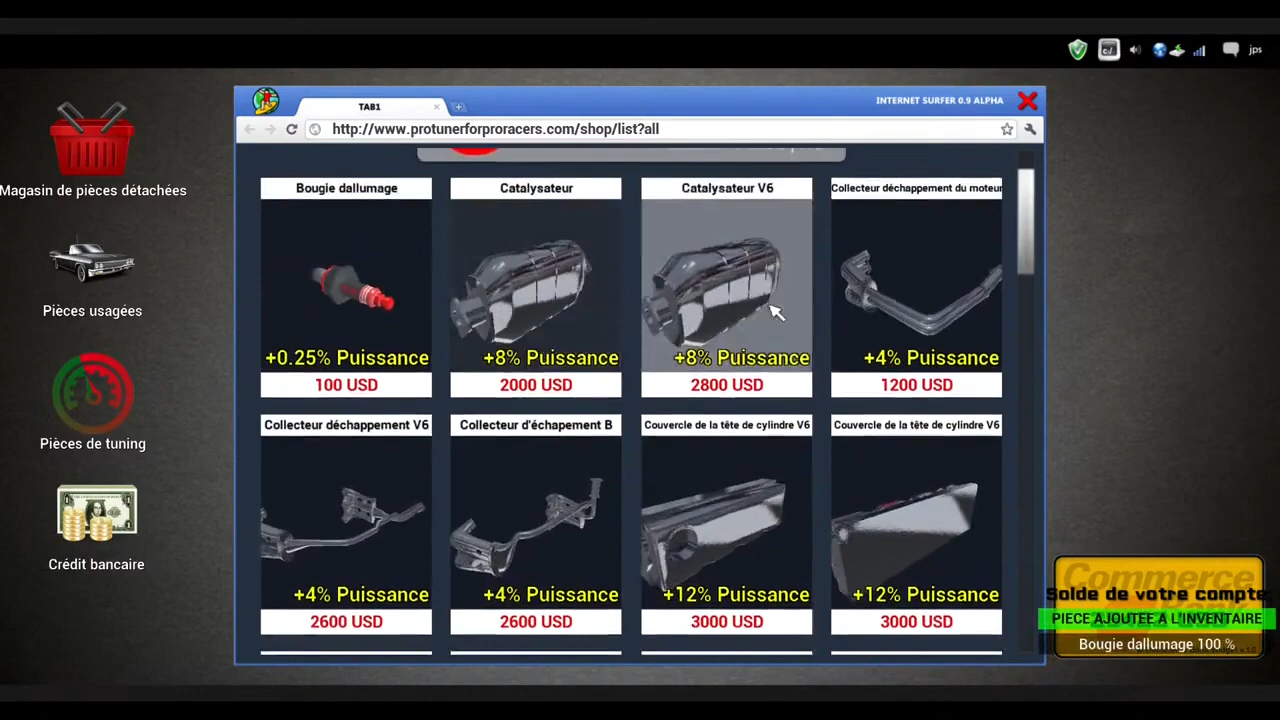 jps
TAB1
INTERNET SURFER 0.9 ALPHA
http://www.protunerforproracers.com/shop/list?all
Magasin de pièces détachées
Pièces usagées
Pièces de tuning
Crédit bancaire
Bougie dallumage
+0.25% Puissance
100 USD
Catalysateur
+8% Puissance
2000 USD
Catalysateur V6
+8% Puissance
2800 USD
Collecteur déchappement du moteur
+4% Puissance
1200 USD
Collecteur déchappement V6
+4% Puissance
2600 USD
Collecteur d'échapement B
+4% Puissance
2600 USD
Couvercle de la tête de cylindre V6
+12% Puissance
3000 USD
Couvercle de la tête de cylindre V6
+12% Puissance
3000 USD
Commerce
Solde de votre compte:
PIECE AJOUTEE A L'INVENTAIRE
Bougie dallumage 100 %